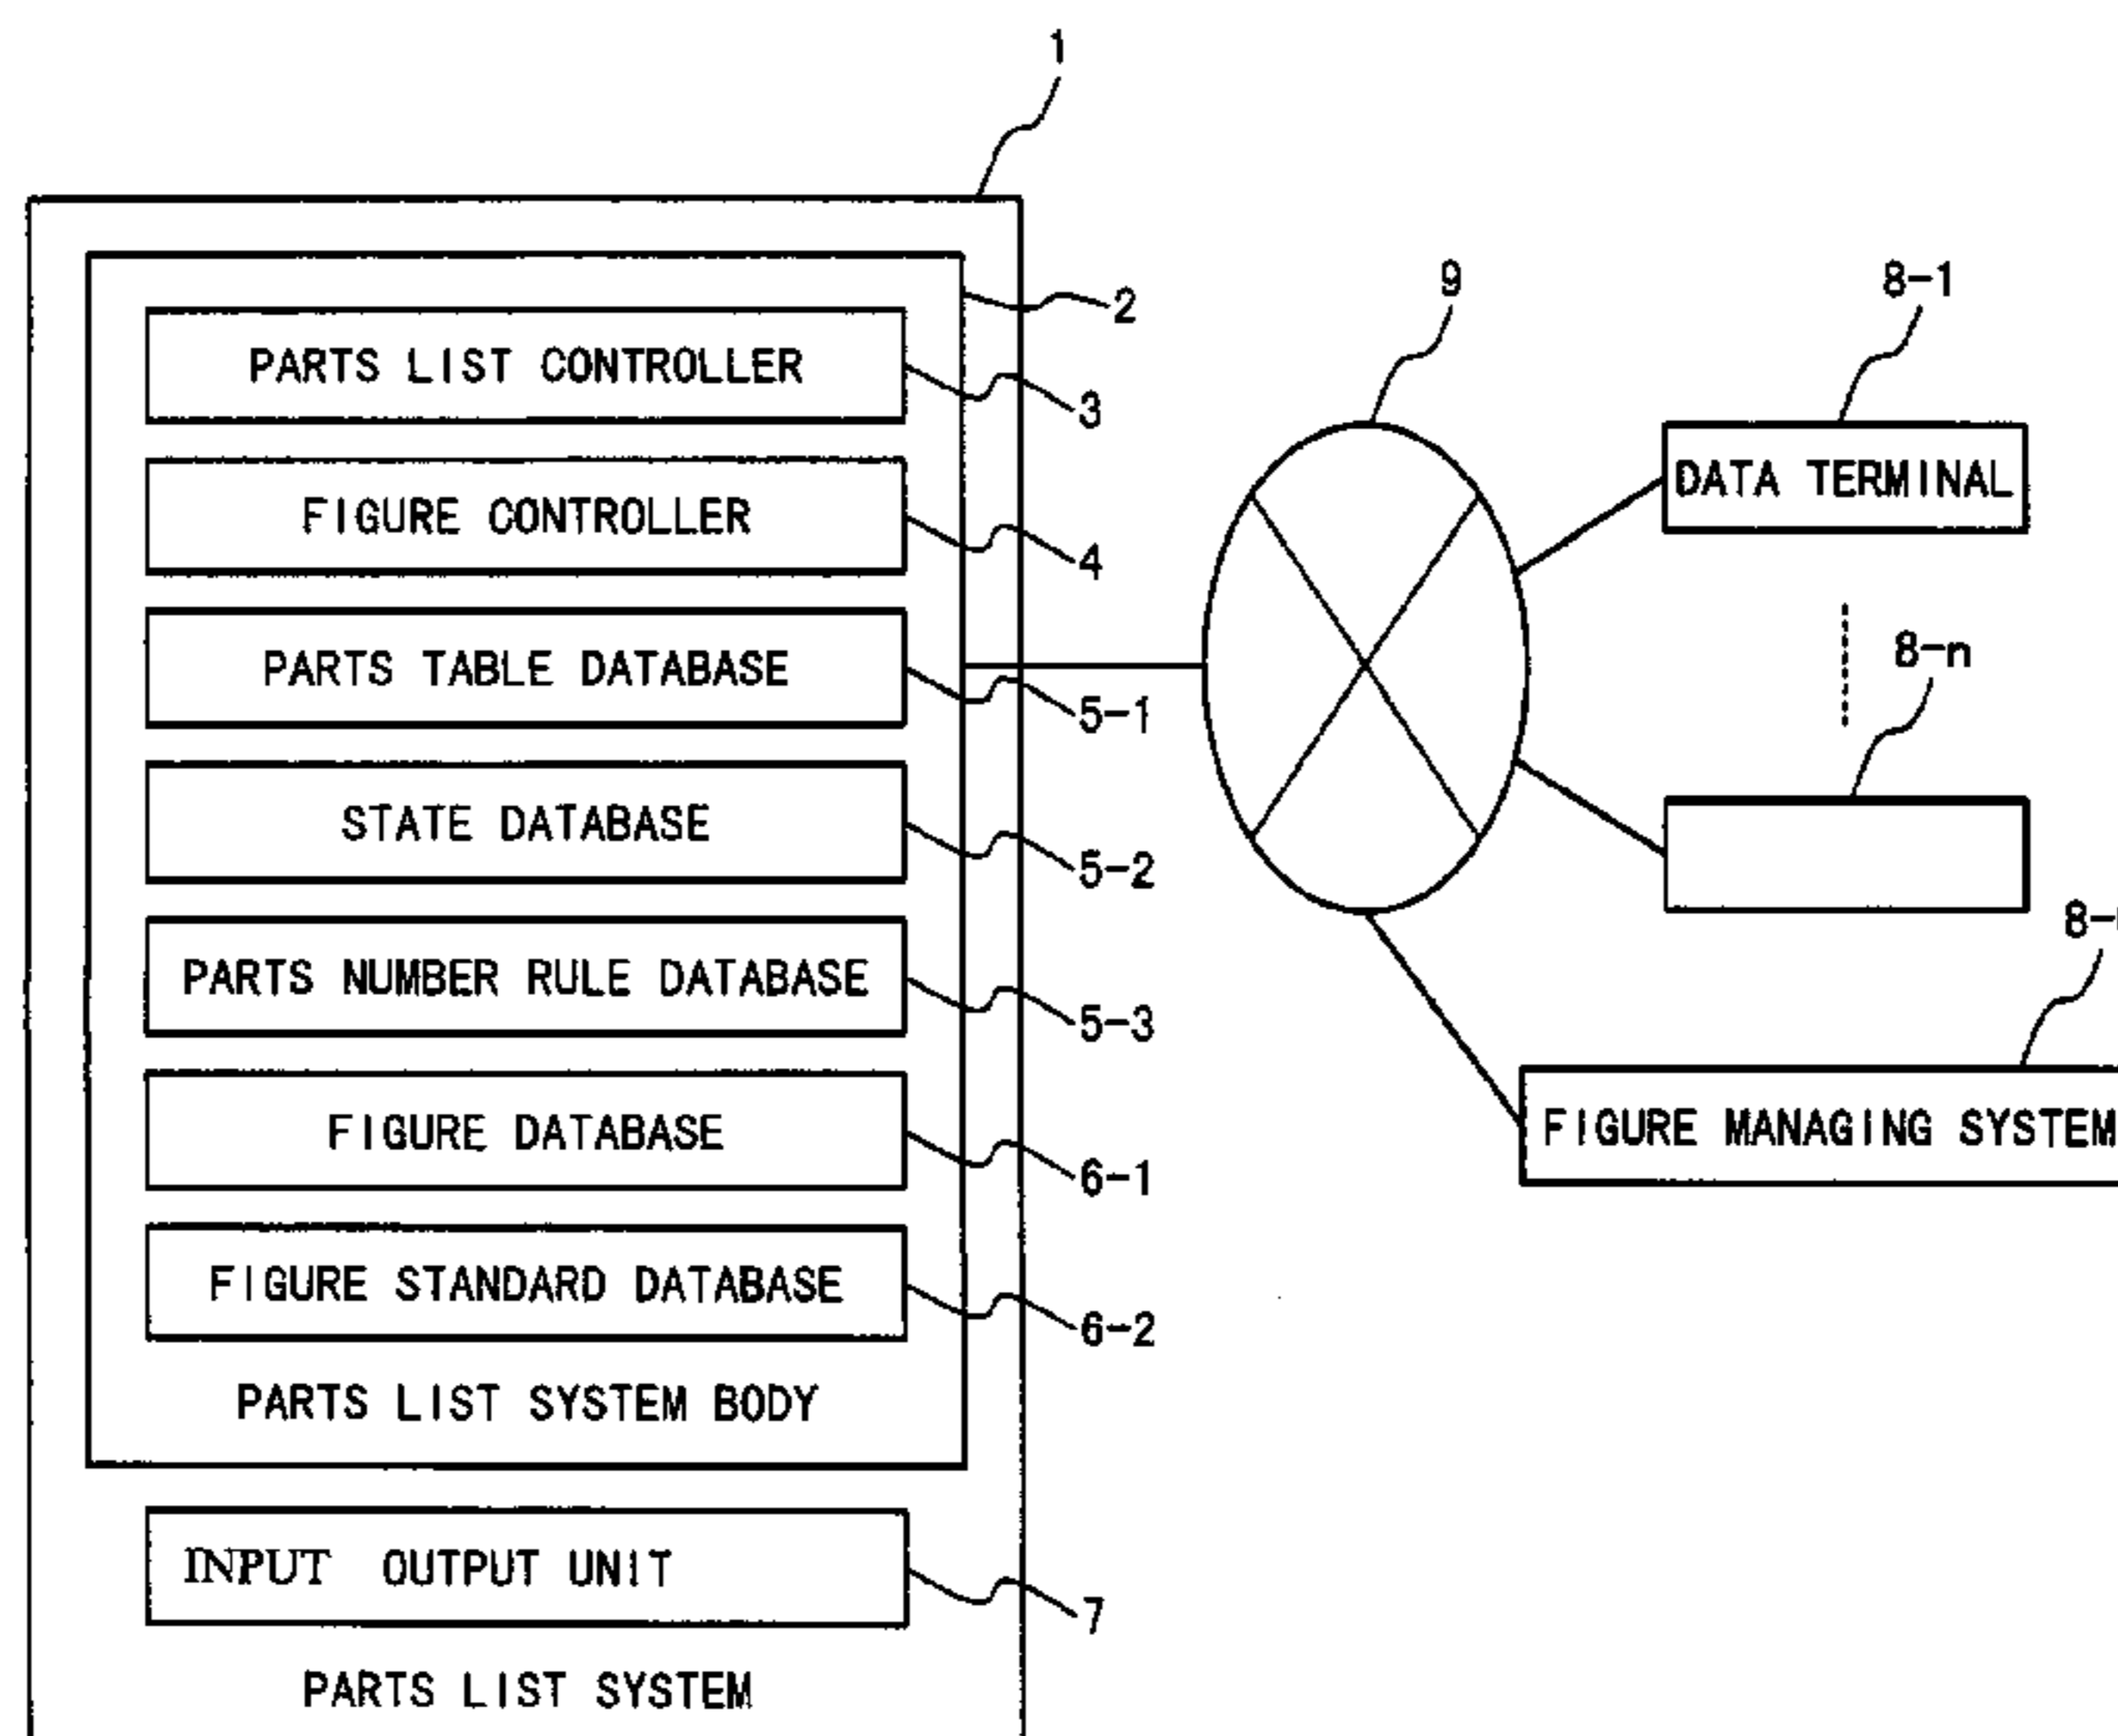 1
2
PARTS LIST CONTROLLER
3
FIGURE CONTROLLER
4
PARTS TABLE DATABASE
5-1
STATE DATABASE
5-2
PARTS NUMBER RULE DATABASE
5-3
FIGURE DATABASE
6-1
FIGURE STANDARD DATABASE
6-2
PARTS LIST SYSTEM BODY
INPUT OUTPUT UNIT
7
PARTS LIST SYSTEM
9
8-1
DATA TERMINAL
8-n
FIGURE MANAGING SYSTEM